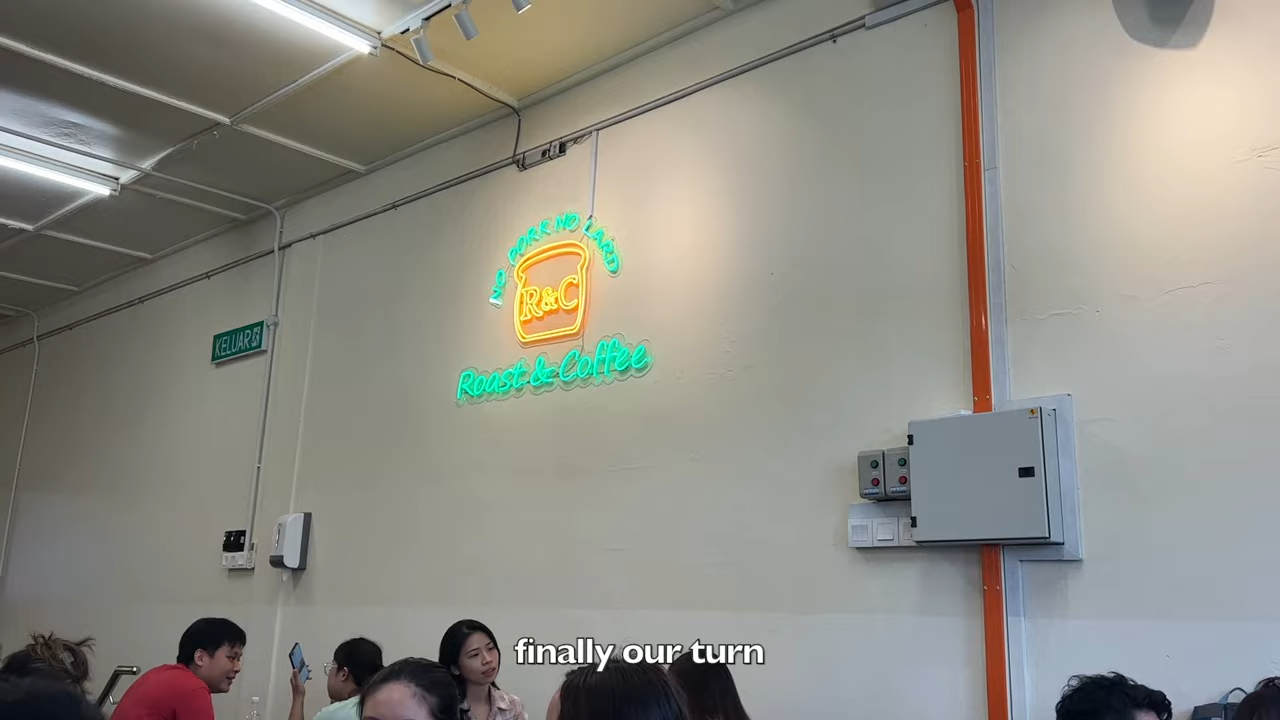 NO PORK NO LARD
R&C
Roast & Coffee
KELUAR
finally our turn